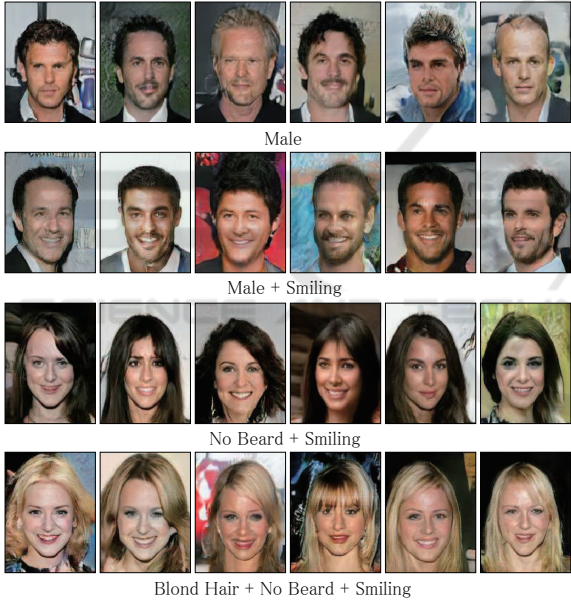 Male
Male + Smiling
No Beard + Smiling
Blond Hair + No Beard + Smiling